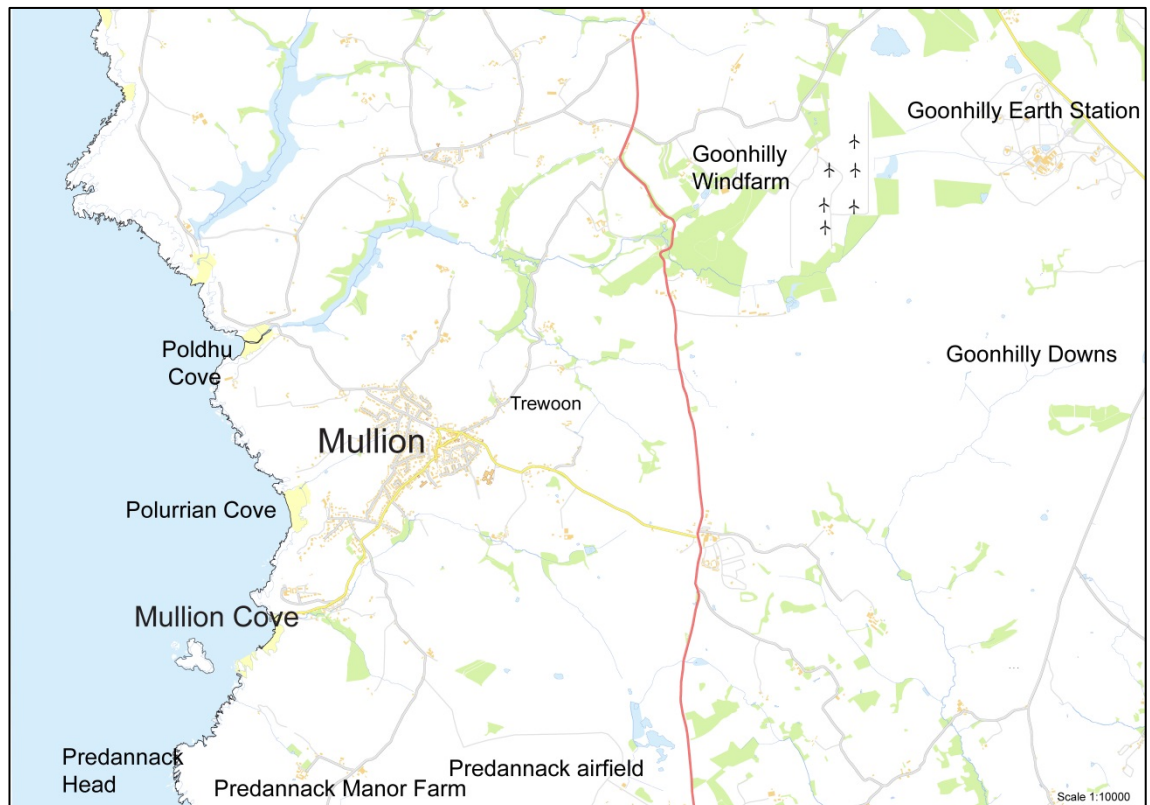 Goonhilly Earth Station
Goonhilly
Windfarm
Poldhu
Cove
Goonhilly Downs
Trewoon
Mullion
Polurrian Cove
Mullion Cove
Predannack
Head
Predannack airfield
Predannack Manor Farm
Scale 1:10000